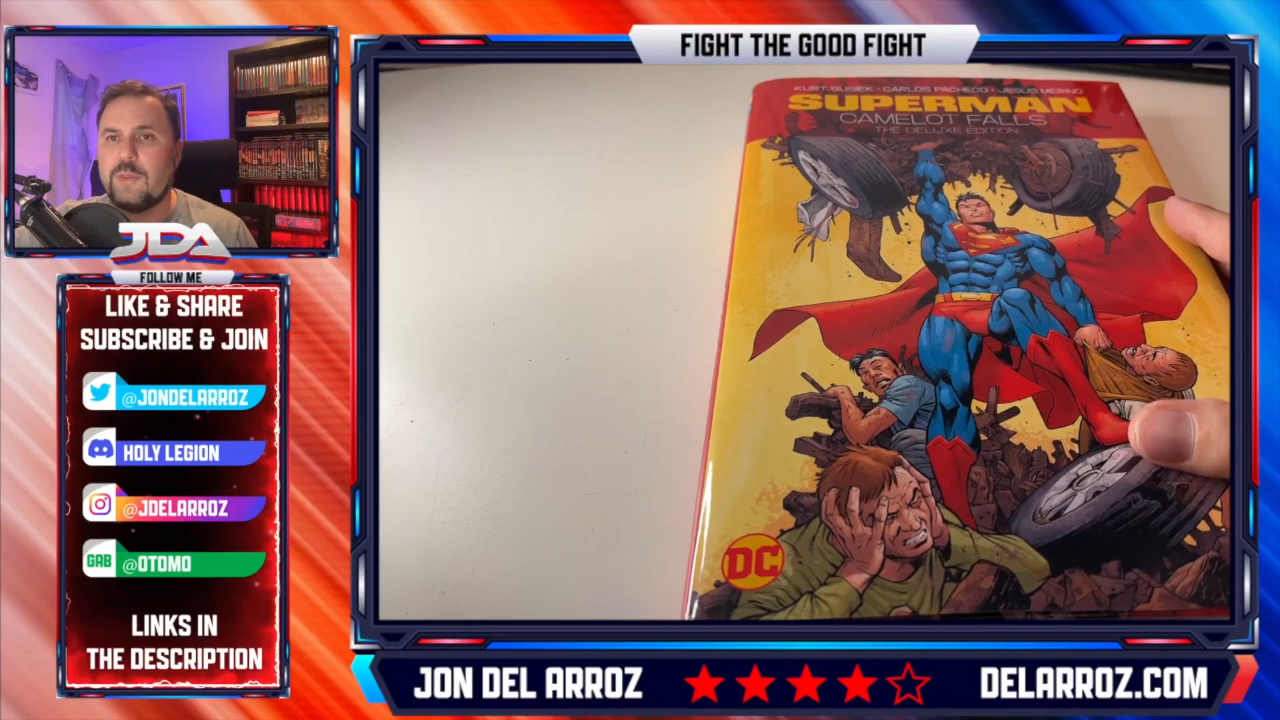 FIGHT THE GOOD FIGHT
KURT BUSIEK · CARLOS PACHECO · JESÚS MERINO
SUPERMAN
CAMELOT FALLS
THE DELUXE EDITION
DC
JDA
FOLLOW ME
LIKE & SHARE
SUBSCRIBE & JOIN
@JONDELARROZ
HOLY LEGION
@JDELARROZ
GAB @OTOMO
LINKS IN
THE DESCRIPTION
JON DEL ARROZ
DELARROZ.COM